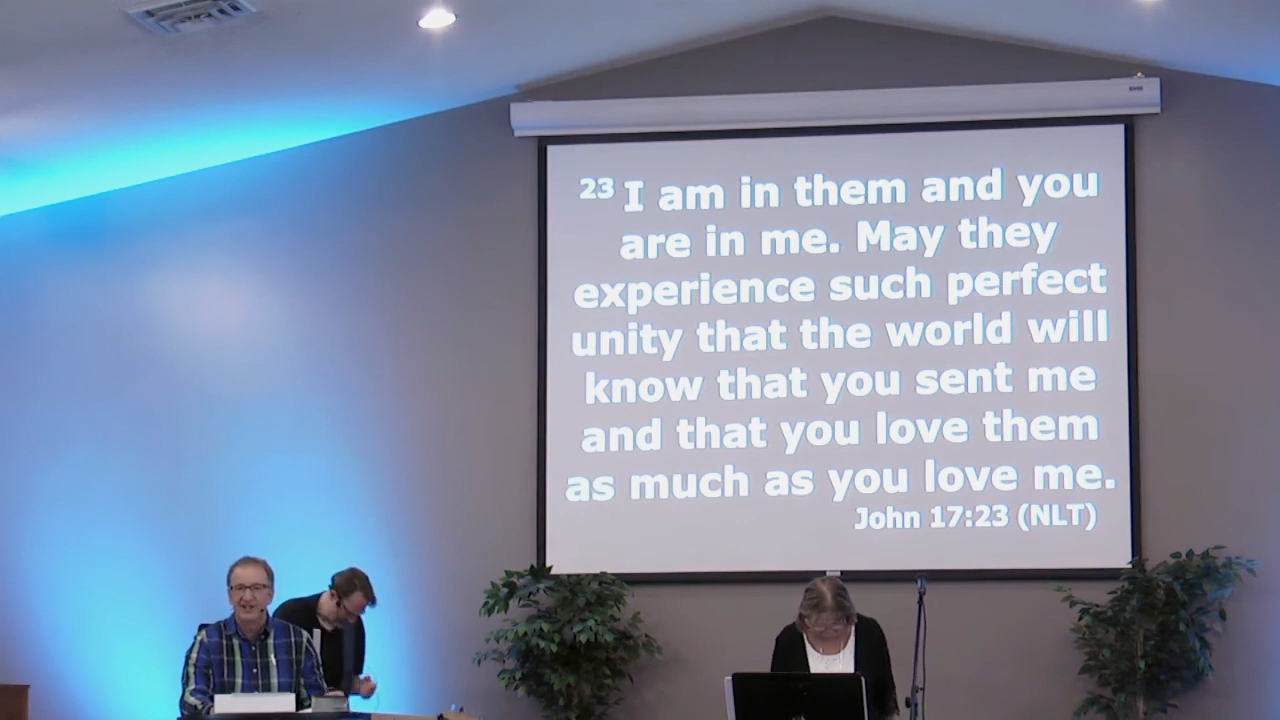 23 I am in them and you
are in me. May they
experience such perfect
unity that the world will
know that you sent me
and that you love them
as much as you love me.
John 17:23 (NLT)